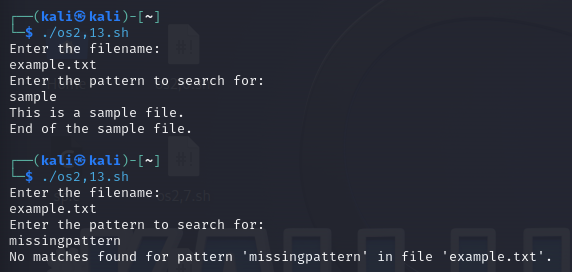 ┌──(kali㉿kali)-[~]
└─$ ./os2,13.sh
Enter the filename:
example.txt
Enter the pattern to search for:
sample
This is a sample file.
End of the sample file.
┌──(kali㉿kali)-[~]
└─$ ./os2,13.sh
Enter the filename:
example.txt
Enter the pattern to search for:
missingpattern
No matches found for pattern 'missingpattern' in file 'example.txt'.